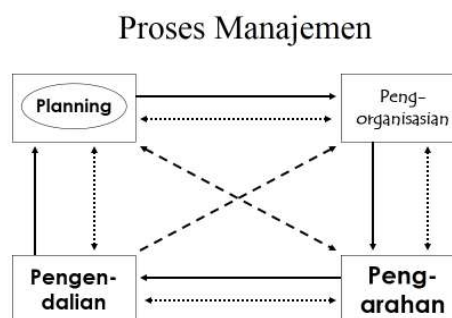 Proses Manajemen
Planning
Peng-
organisasian
Pengen-
dalian
Peng-
arahan